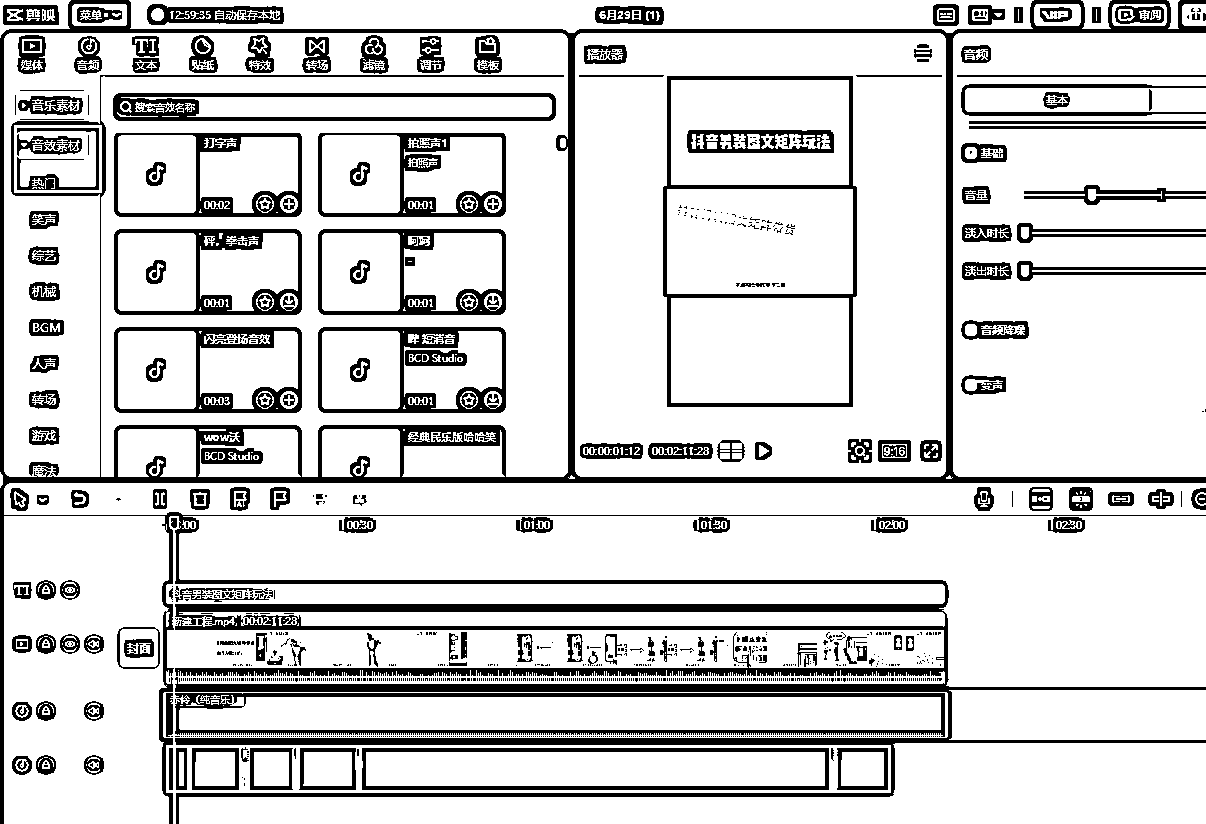 剪映
菜单
12:59:35 自动保存本地
6月29日 (1)
VIP
审阅
媒体
音频
文本
贴纸
特效
转场
滤镜
调节
模板
音乐素材
音效素材
热门
笑声
综艺
机械
BGM
人声
转场
游戏
魔法
搜索音效名称
打字声
00:02
拍照声1
拍照声
00:01
砰！拳击声
00:01
呵呵
00:01
闪亮登场音效
00:03
哔 短消音
BCD Studio
00:01
wow沃
BCD Studio
经典民乐版哈哈笑
播放器
抖音男装图文矩阵玩法
00:00:01:12
00:02:11:28
9:16
音频
基本
基础
音量
淡入时长
淡出时长
音频降噪
变声
00:30
01:00
01:30
02:00
02:30
抖音男装图文矩阵玩法
新建工程.mp4
00:02:11:28
封面
（纯音乐）